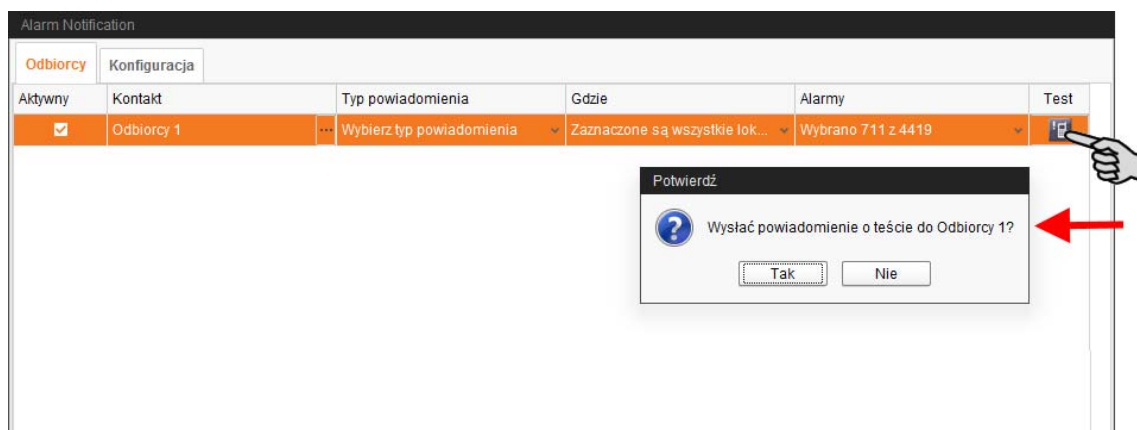 Alarm Notification
Odbiorcy Konfiguracja
Aktywny Kontakt Typ powiadomienia Gdzie Alarmy Test
Odbiorcy 1 ... Wybierz typ powiadomienia Zaznaczone są wszystkie lok... Wybrano 711 z 4419
Potwierdź
Wysłać powiadomienie o teście do Odbiorcy 1?
Tak Nie